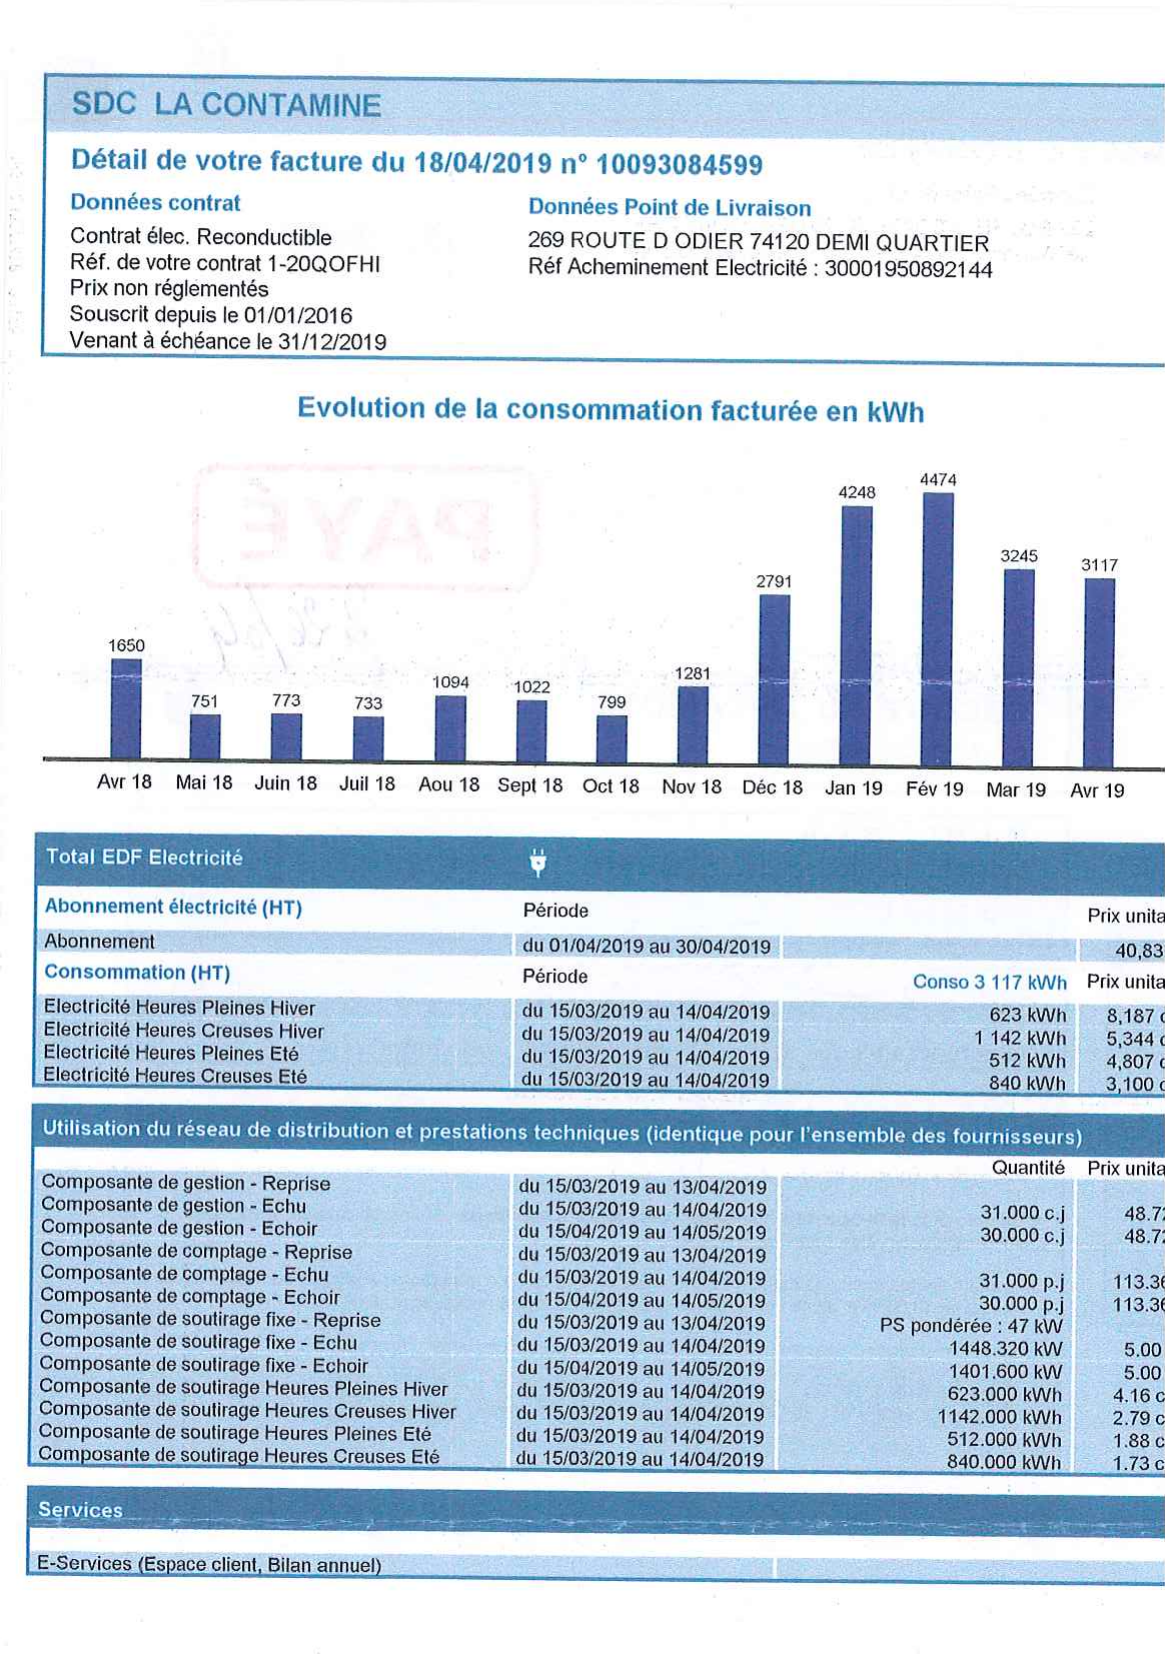 SDC LA CONTAMINE
Détail de votre facture du 18/04/2019 n° 10093084599
Données contrat
Contrat élec. Reconductible
Réf. de votre contrat 1-20QOFHI
Prix non réglementés
Souscrit depuis le 01/01/2016
Venant à échéance le 31/12/2019
Données Point de Livraison
269 ROUTE D ODIER 74120 DEMI QUARTIER
Réf Acheminement Electricité : 30001950892144
Evolution de la consommation facturée en kWh
PAYÉ
1650 751 773 733 1094 1022 799 1281 2791 4248 4474 3245 3117
Avr 18 Mai 18 Juin 18 Juil 18 Aou 18 Sept 18 Oct 18 Nov 18 Déc 18 Jan 19 Fév 19 Mar 19 Avr 19
Total EDF Electricité
Abonnement électricité (HT) Période Prix unita
Abonnement du 01/04/2019 au 30/04/2019 40,83
Consommation (HT) Période Conso 3 117 kWh Prix unita
Electricité Heures Pleines Hiver du 15/03/2019 au 14/04/2019 623 kWh 8,187 c
Electricité Heures Creuses Hiver du 15/03/2019 au 14/04/2019 1 142 kWh 5,344 c
Electricité Heures Pleines Eté du 15/03/2019 au 14/04/2019 512 kWh 4,807 c
Electricité Heures Creuses Eté du 15/03/2019 au 14/04/2019 840 kWh 3,100 c
Utilisation du réseau de distribution et prestations techniques (identique pour l'ensemble des fournisseurs)
Quantité Prix unita
Composante de gestion - Reprise du 15/03/2019 au 13/04/2019
Composante de gestion - Echu du 15/03/2019 au 14/04/2019 31.000 c.j 48.72
Composante de gestion - Echoir du 15/04/2019 au 14/05/2019 30.000 c.j 48.72
Composante de comptage - Reprise du 15/03/2019 au 13/04/2019
Composante de comptage - Echu du 15/03/2019 au 14/04/2019 31.000 p.j 113.36
Composante de comptage - Echoir du 15/04/2019 au 14/05/2019 30.000 p.j 113.36
Composante de soutirage fixe - Reprise du 15/03/2019 au 13/04/2019 PS pondérée : 47 kW
Composante de soutirage fixe - Echu du 15/03/2019 au 14/04/2019 1448.320 kW 5.00
Composante de soutirage fixe - Echoir du 15/04/2019 au 14/05/2019 1401.600 kW 5.00
Composante de soutirage Heures Pleines Hiver du 15/03/2019 au 14/04/2019 623.000 kWh 4.16 c
Composante de soutirage Heures Creuses Hiver du 15/03/2019 au 14/04/2019 1142.000 kWh 2.79 c
Composante de soutirage Heures Pleines Eté du 15/03/2019 au 14/04/2019 512.000 kWh 1.88 c
Composante de soutirage Heures Creuses Eté du 15/03/2019 au 14/04/2019 840.000 kWh 1.73 c
Services
E-Services (Espace client, Bilan annuel)